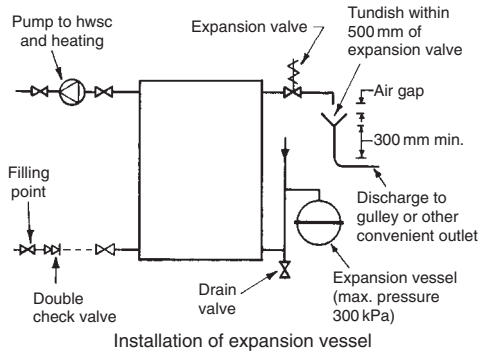 Pump to hwsc
and heating
Expansion valve
Tundish within
500 mm of
expansion valve
Air gap
300 mm min.
Filling
point
Discharge to
gulley or other
convenient outlet
Double
check valve
Drain
valve
Expansion vessel
(max. pressure
300 kPa)
Installation of expansion vessel